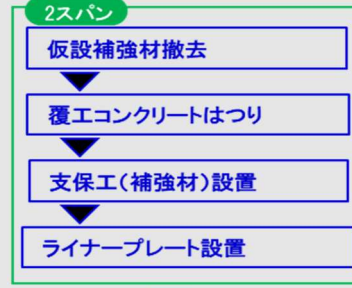 2スパン
仮設補強材撤去
覆工コンクリートはつり
支保工(補強材)設置
ライナープレート設置